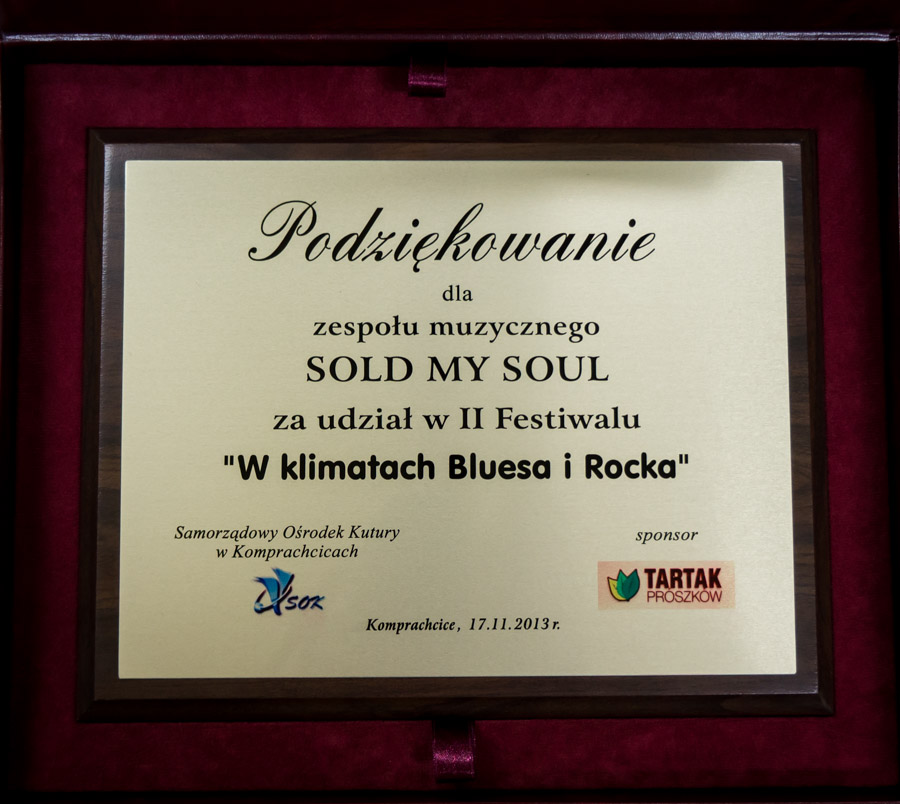 Podziękowanie
dla
zespołu muzycznego
SOLD MY SOUL
za udział w II Festiwalu
"W klimatach Bluesa i Rocka"
Samorządowy Ośrodek Kutury
w Komprachcicach
SOK
sponsor
TARTAK
PRÓSZKÓW
Komprachcice, 17.11.2013 r.